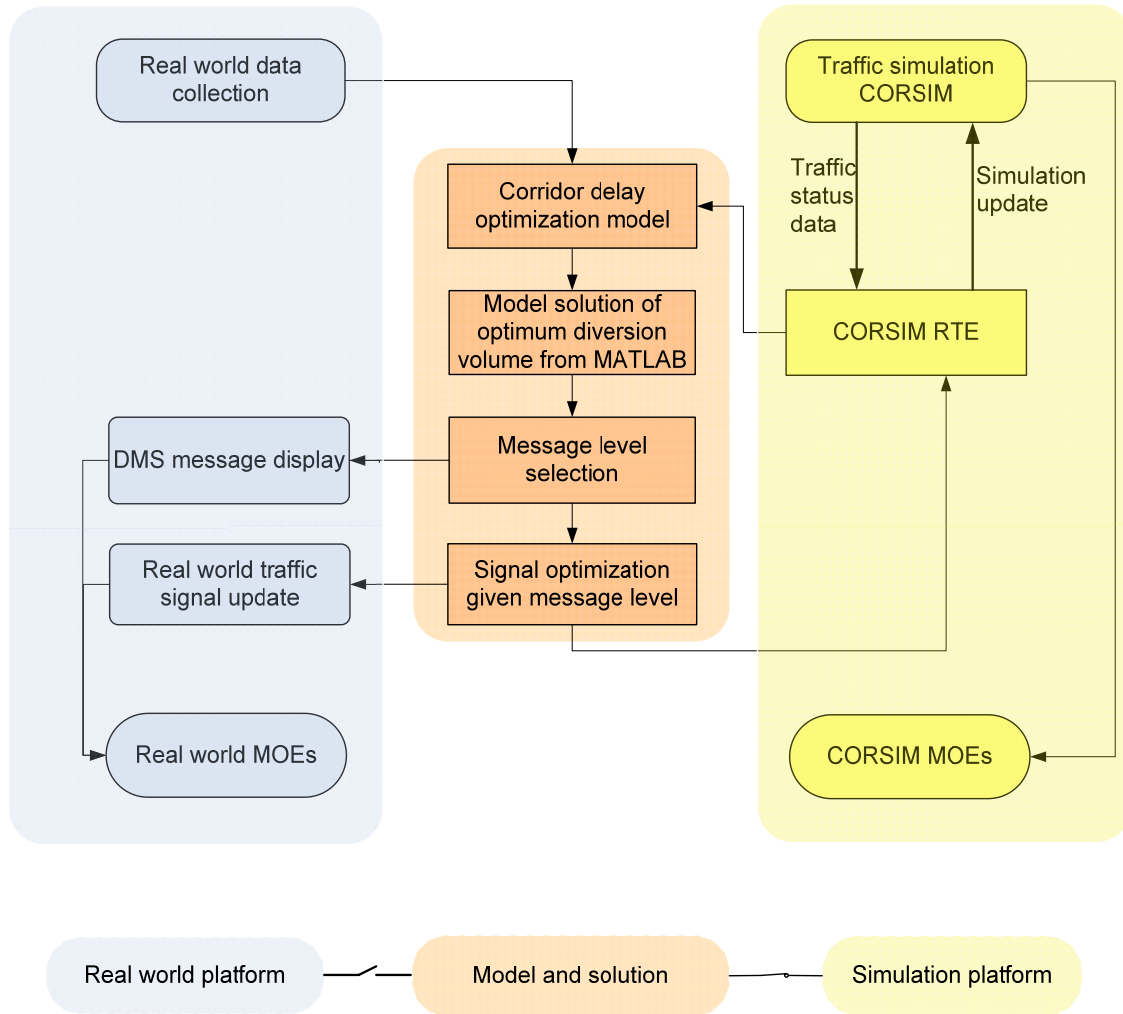 Real world data
collection
Traffic simulation
CORSIM
Traffic
status
data
Simulation
update
Corridor delay
optimization model
Model solution of
optimum diversion
volume from MATLAB
CORSIM RTE
Message level
selection
DMS message display
Signal optimization
given message level
Real world traffic
signal update
Real world MOEs
CORSIM MOEs
Real world platform
Model and solution
Simulation platform